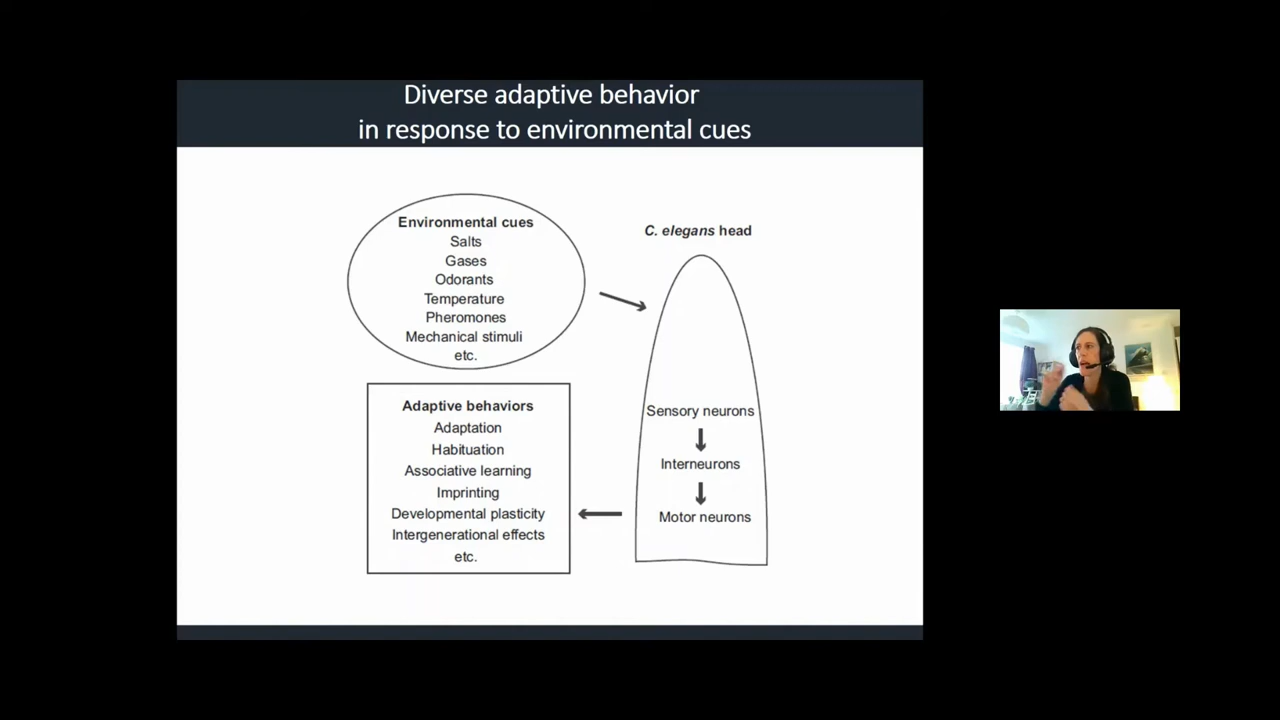 Diverse adaptive behavior
in response to environmental cues
Environmental cues
Salts
Gases
Odorants
Temperature
Pheromones
Mechanical stimuli
etc.
C. elegans head
Sensory neurons
Interneurons
Motor neurons
Adaptive behaviors
Adaptation
Habituation
Associative learning
Imprinting
Developmental plasticity
Intergenerational effects
etc.